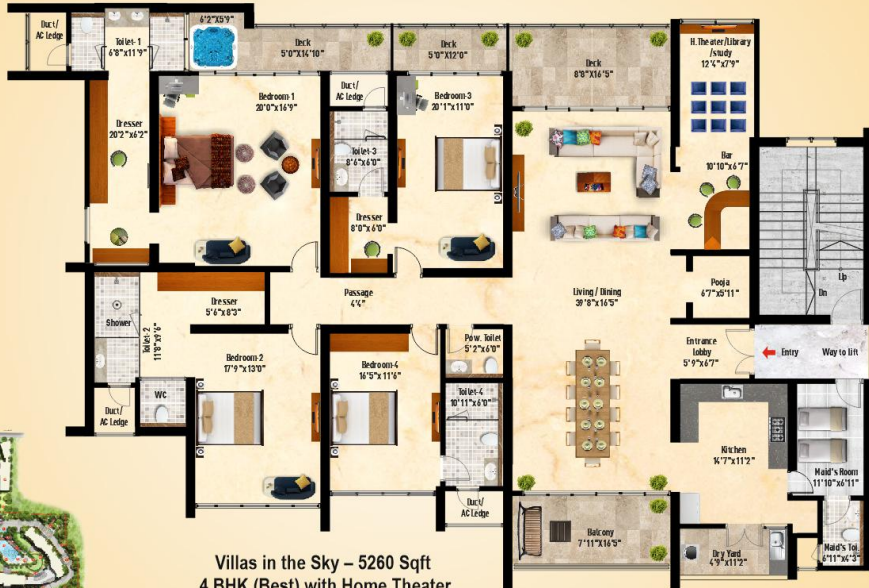 Duct/
AC Ledge
Toilet-1
6'8"X11'9"
6'2"X5'9"
Deck
5'0"X14'10"
Deck
5'0"X12'0"
Deck
8'8"X16'5"
H.Theater/Library
/study
12'4"x7'9"
Dresser
20'2"x6'2"
Bedroom-1
20'0"x16'9"
Duct/
AC Ledge
Bedroom-3
20'1"x11'0"
Toilet-3
8'6"x6'0"
Bar
10'10"x6'7"
Dresser
8'0"x6'0"
Up
Dn
Pooja
6'7"x5'11"
Living / Dining
39'8"x16'5"
Passage
4'4"
Dresser
5'6"x8'3"
Shower
Toilet-2
11'8"x9'6"
Pow. Toilet
5'2"x6'0"
Entrance
lobby
5'9"x6'7"
Entry
Way to lift
Bedroom-2
17'9"x13'0"
Bedroom-4
16'5"x11'6"
WC
Toilet-4
10'11"x6'0"
Duct/
AC Ledge
Kitchen
14'7"x11'2"
Maid's Room
11'10"x6'11"
Duct/
AC Ledge
Balcony
7'11"X16'5"
Dry Yard
4'9"x11'2"
Maid's Toi.
6'11"x4'3"
Villas in the Sky – 5260 Sqft
4 BHK (Best) with Home Theater